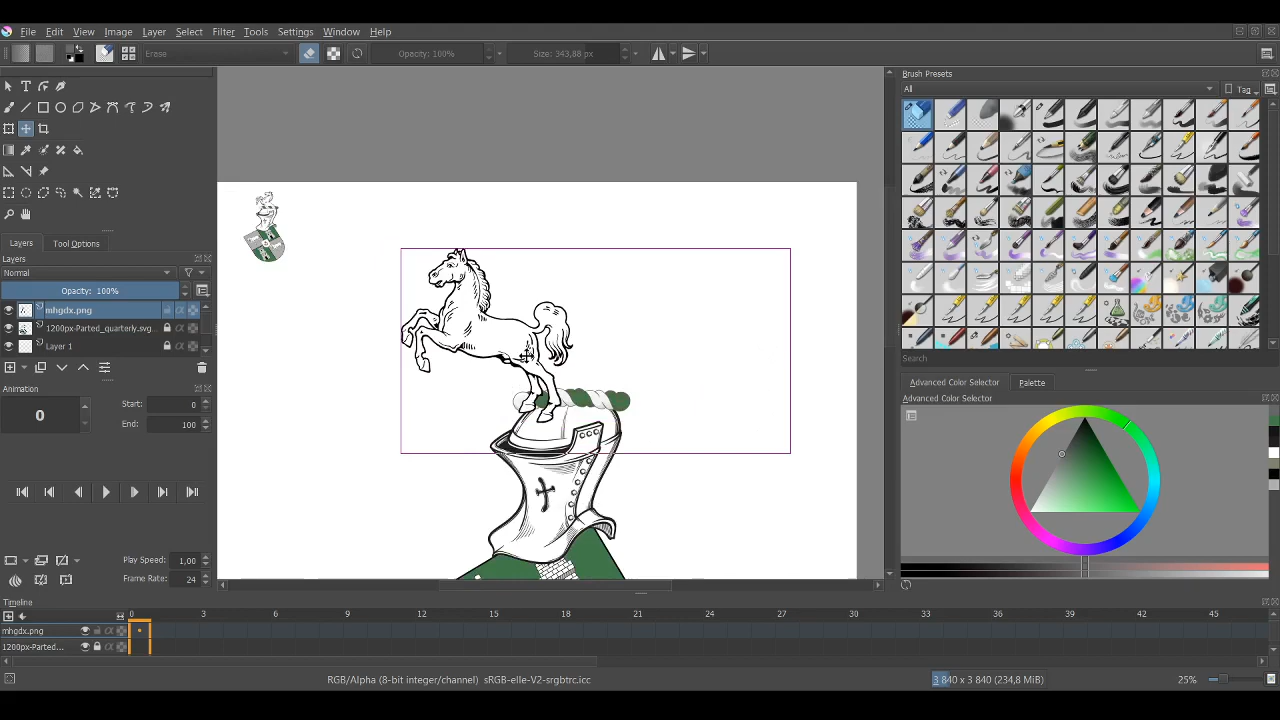 File Edit View Image Layer Select Filter Tools Settings Window Help
Erase Opacity: 100% Size: 343,88 px
Brush Presets
All Tag
Search
Advanced Color Selector Palette
Advanced Color Selector
Layers Tool Options
Layers
Normal
Opacity: 100%
mhgdx.png
1200px-Parted_quarterly.svg...
Layer 1
Animation
0 Start: 0
End: 100
Play Speed: 1,00
Frame Rate: 24
Timeline
0 3 6 9 12 15 18 21 24 27 30 33 36 39 42 45
mhgdx.png
1200px-Parted...
RGB/Alpha (8-bit integer/channel) sRGB-elle-V2-srgbtrc.icc 3 840 x 3 840 (234,8 MiB) 25%